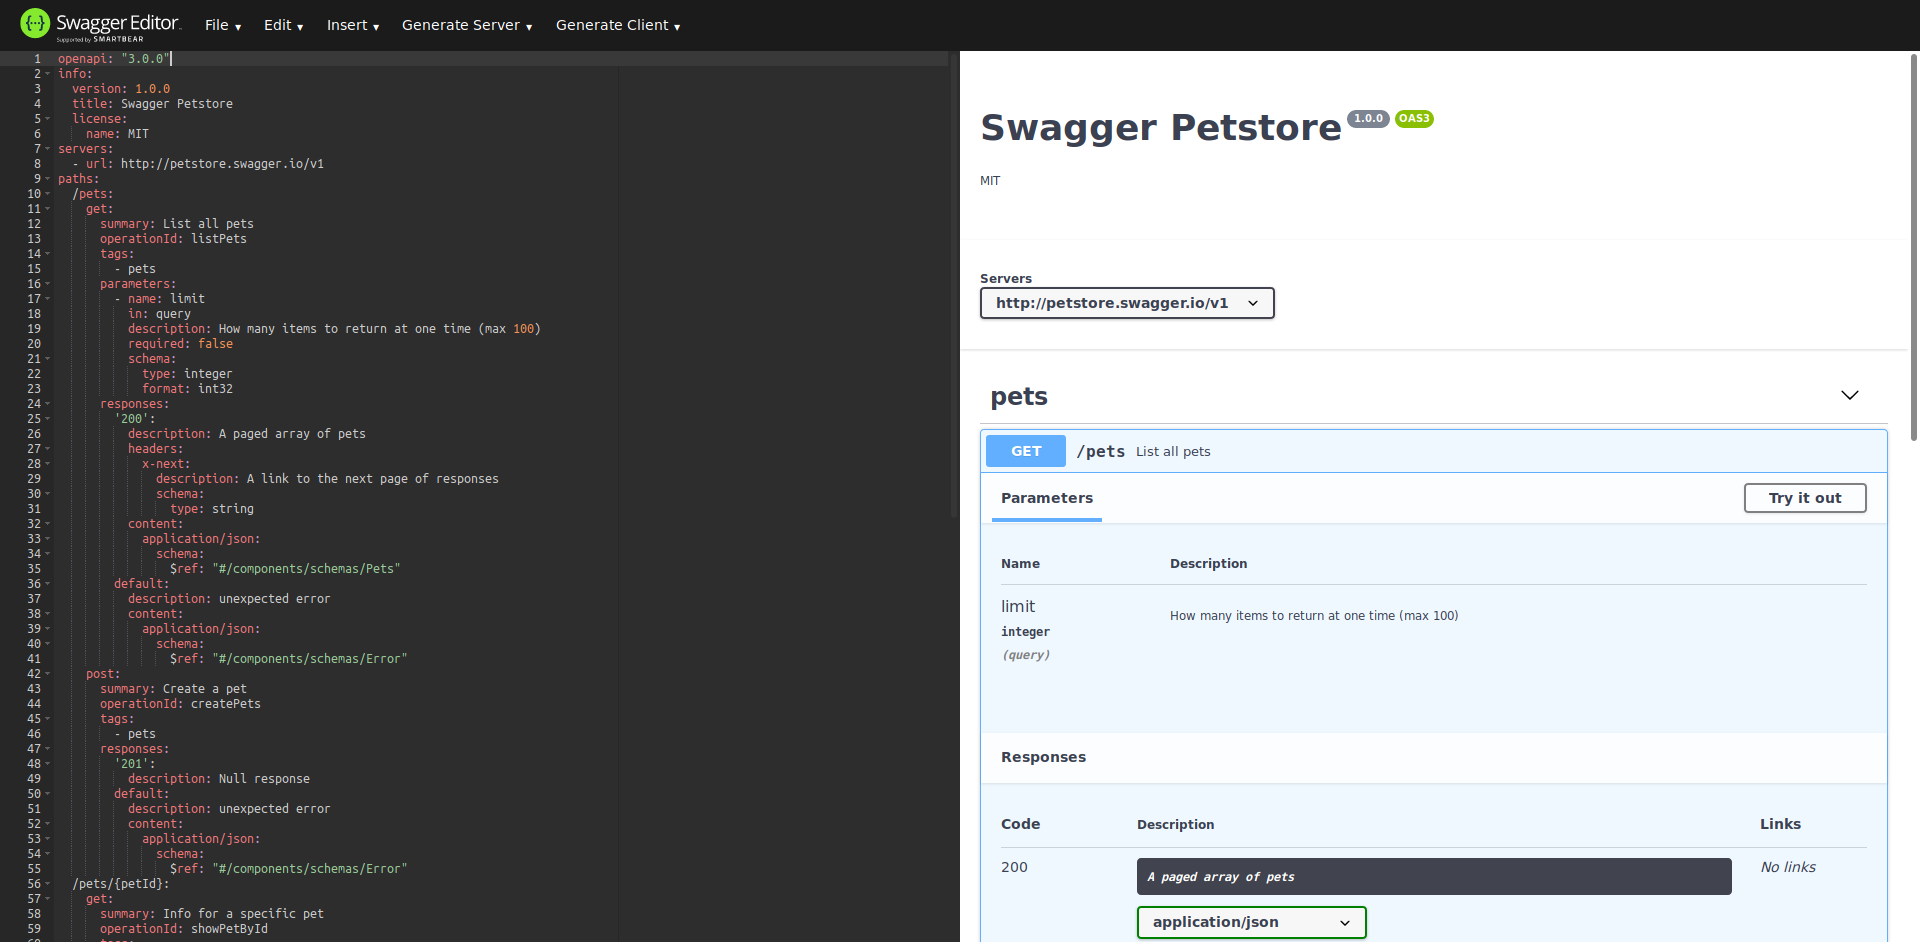 Swagger Editor
Supported by SMARTBEAR
File
Edit
Insert
Generate Server
Generate Client
1 openapi: "3.0.0"
2 info:
3 version: 1.0.0
4 title: Swagger Petstore
5 license:
6 name: MIT
7 servers:
8 - url: http://petstore.swagger.io/v1
9 paths:
10 /pets:
11 get:
12 summary: List all pets
13 operationId: listPets
14 tags:
15 - pets
16 parameters:
17 - name: limit
18 in: query
19 description: How many items to return at one time (max 100)
20 required: false
21 schema:
22 type: integer
23 format: int32
24 responses:
25 '200':
26 description: A paged array of pets
27 headers:
28 x-next:
29 description: A link to the next page of responses
30 schema:
31 type: string
32 content:
33 application/json:
34 schema:
35 $ref: "#/components/schemas/Pets"
36 default:
37 description: unexpected error
38 content:
39 application/json:
40 schema:
41 $ref: "#/components/schemas/Error"
42 post:
43 summary: Create a pet
44 operationId: createPets
45 tags:
46 - pets
47 responses:
48 '201':
49 description: Null response
50 default:
51 description: unexpected error
52 content:
53 application/json:
54 schema:
55 $ref: "#/components/schemas/Error"
56 /pets/{petId}:
57 get:
58 summary: Info for a specific pet
59 operationId: showPetById
Swagger Petstore 1.0.0 OAS3
MIT
Servers
http://petstore.swagger.io/v1
pets
GET /pets List all pets
Parameters
Try it out
Name Description
limit
How many items to return at one time (max 100)
integer
(query)
Responses
Code Description Links
200 A paged array of pets No links
application/json